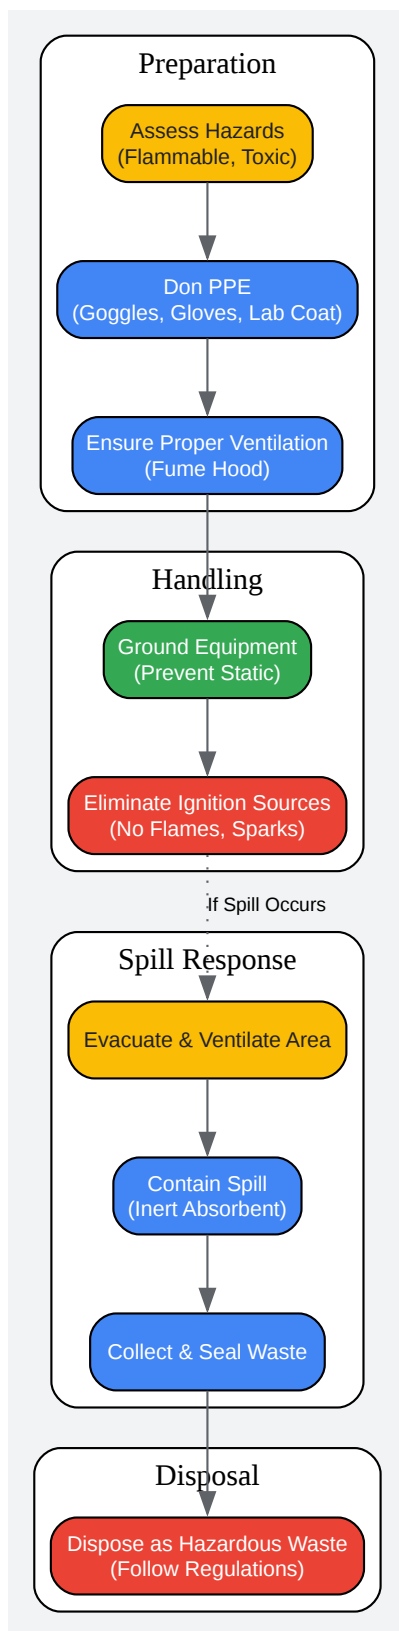 Preparation
Assess Hazards
(Flammable, Toxic)
Don PPE
(Goggles, Gloves, Lab Coat)
Ensure Proper Ventilation
(Fume Hood)
Handling
Ground Equipment
(Prevent Static)
Eliminate Ignition Sources
(No Flames, Sparks)
If Spill Occurs
Spill Response
Evacuate & Ventilate Area
Contain Spill
(Inert Absorbent)
Collect & Seal Waste
Disposal
Dispose as Hazardous Waste
(Follow Regulations)